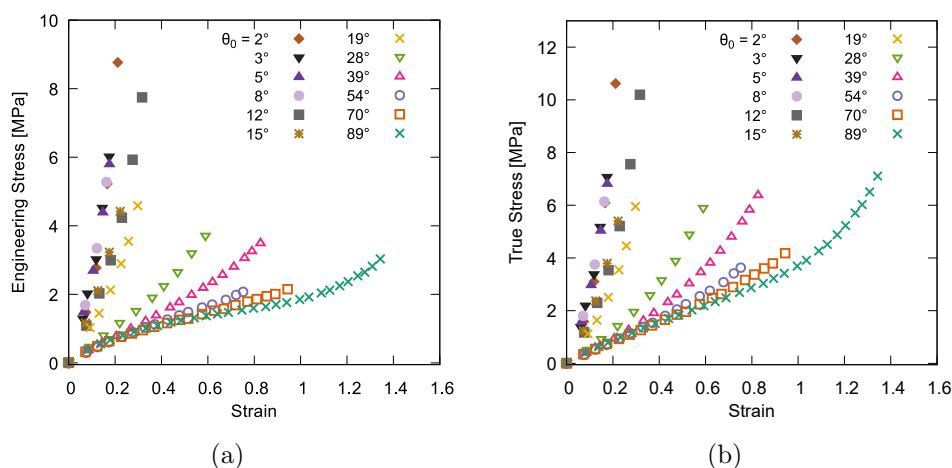 10
8
6
4
2
0
Engineering Stress [MPa]
θ0 = 2° 19°
3° 28°
5° 39°
8° 54°
12° 70°
15° 89°
0 0.2 0.4 0.6 0.8 1 1.2 1.4 1.6
Strain
(a)
12
10
8
6
4
2
0
True Stress [MPa]
θ0 = 2° 19°
3° 28°
5° 39°
8° 54°
12° 70°
15° 89°
0 0.2 0.4 0.6 0.8 1 1.2 1.4 1.6
Strain
(b)